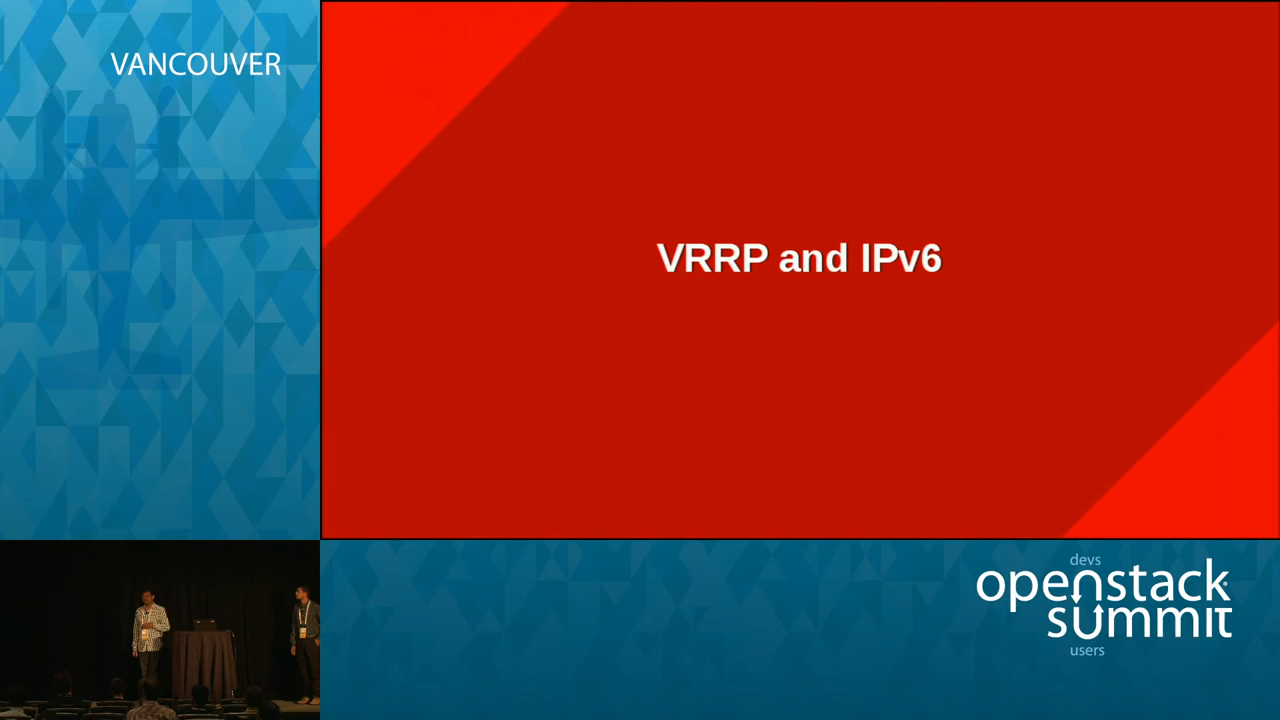 VANCOUVER
VRRP and IPv6
devs
openstack
summit
users